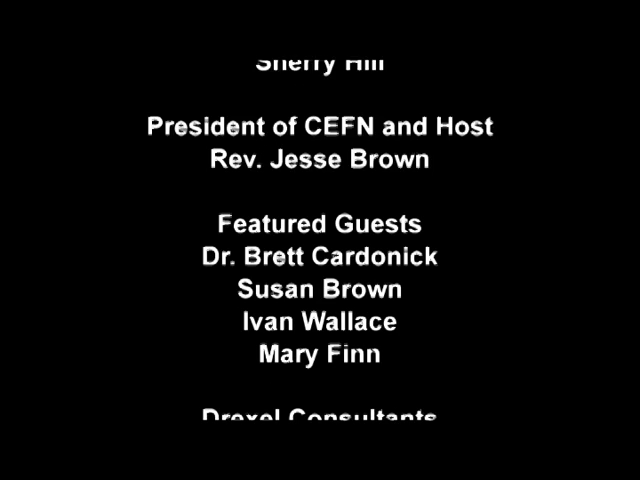 Sherry Hill
President of CEFN and Host
Rev. Jesse Brown
Featured Guests
Dr. Brett Cardonick
Susan Brown
Ivan Wallace
Mary Finn
Drexel Consultants